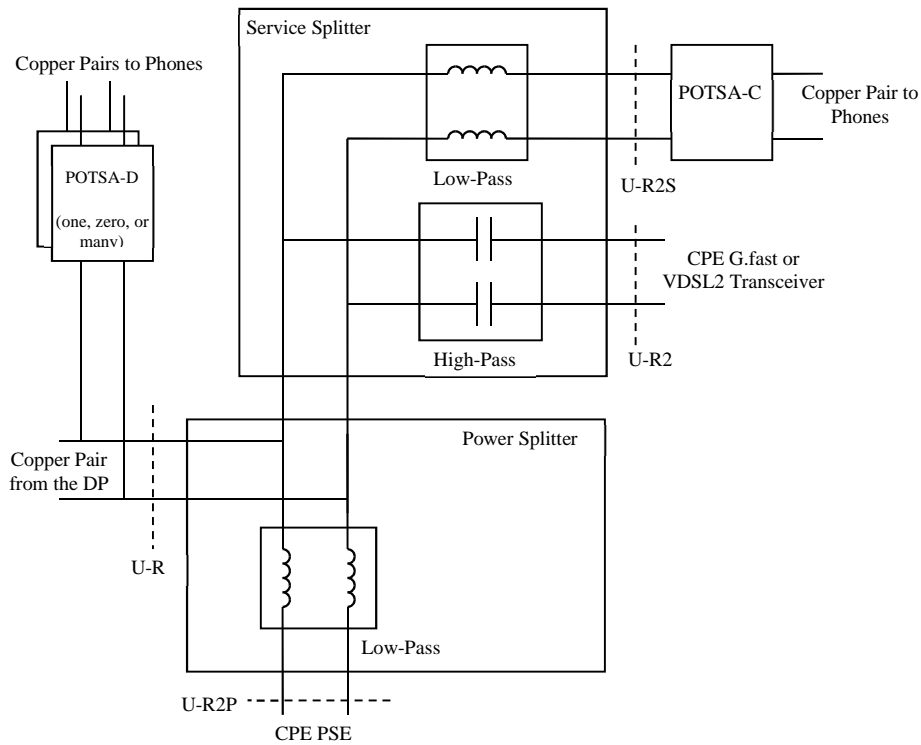 Service Splitter
Copper Pairs to Phones
POTSA-D
(one, zero, or
many)
Low-Pass
U-R2S
POTSA-C
Copper Pair to
Phones
CPE G.fast or
VDSL2 Transceiver
High-Pass
U-R2
Power Splitter
Copper Pair
from the DP
U-R
Low-Pass
U-R2P
CPE PSE